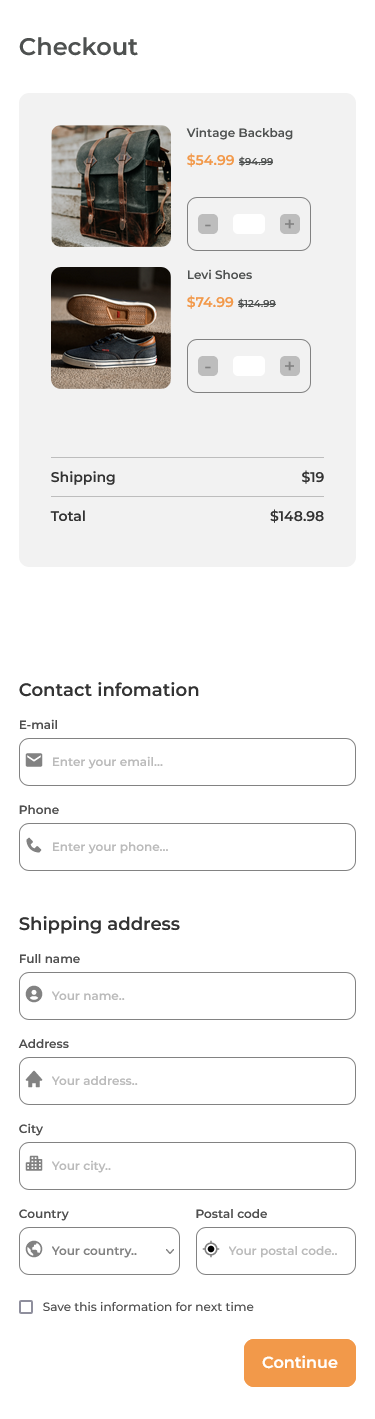 Checkout
Vintage Backbag
$54.99 $94.99
- +
Levi Shoes
$74.99 $124.99
- +
Shipping $19
Total $148.98
Contact infomation
E-mail
Enter your email...
Phone
Enter your phone...
Shipping address
Full name
Your name..
Address
Your address..
City
Your city..
Country Postal code
Your country.. Your postal code..
Save this information for next time
Continue